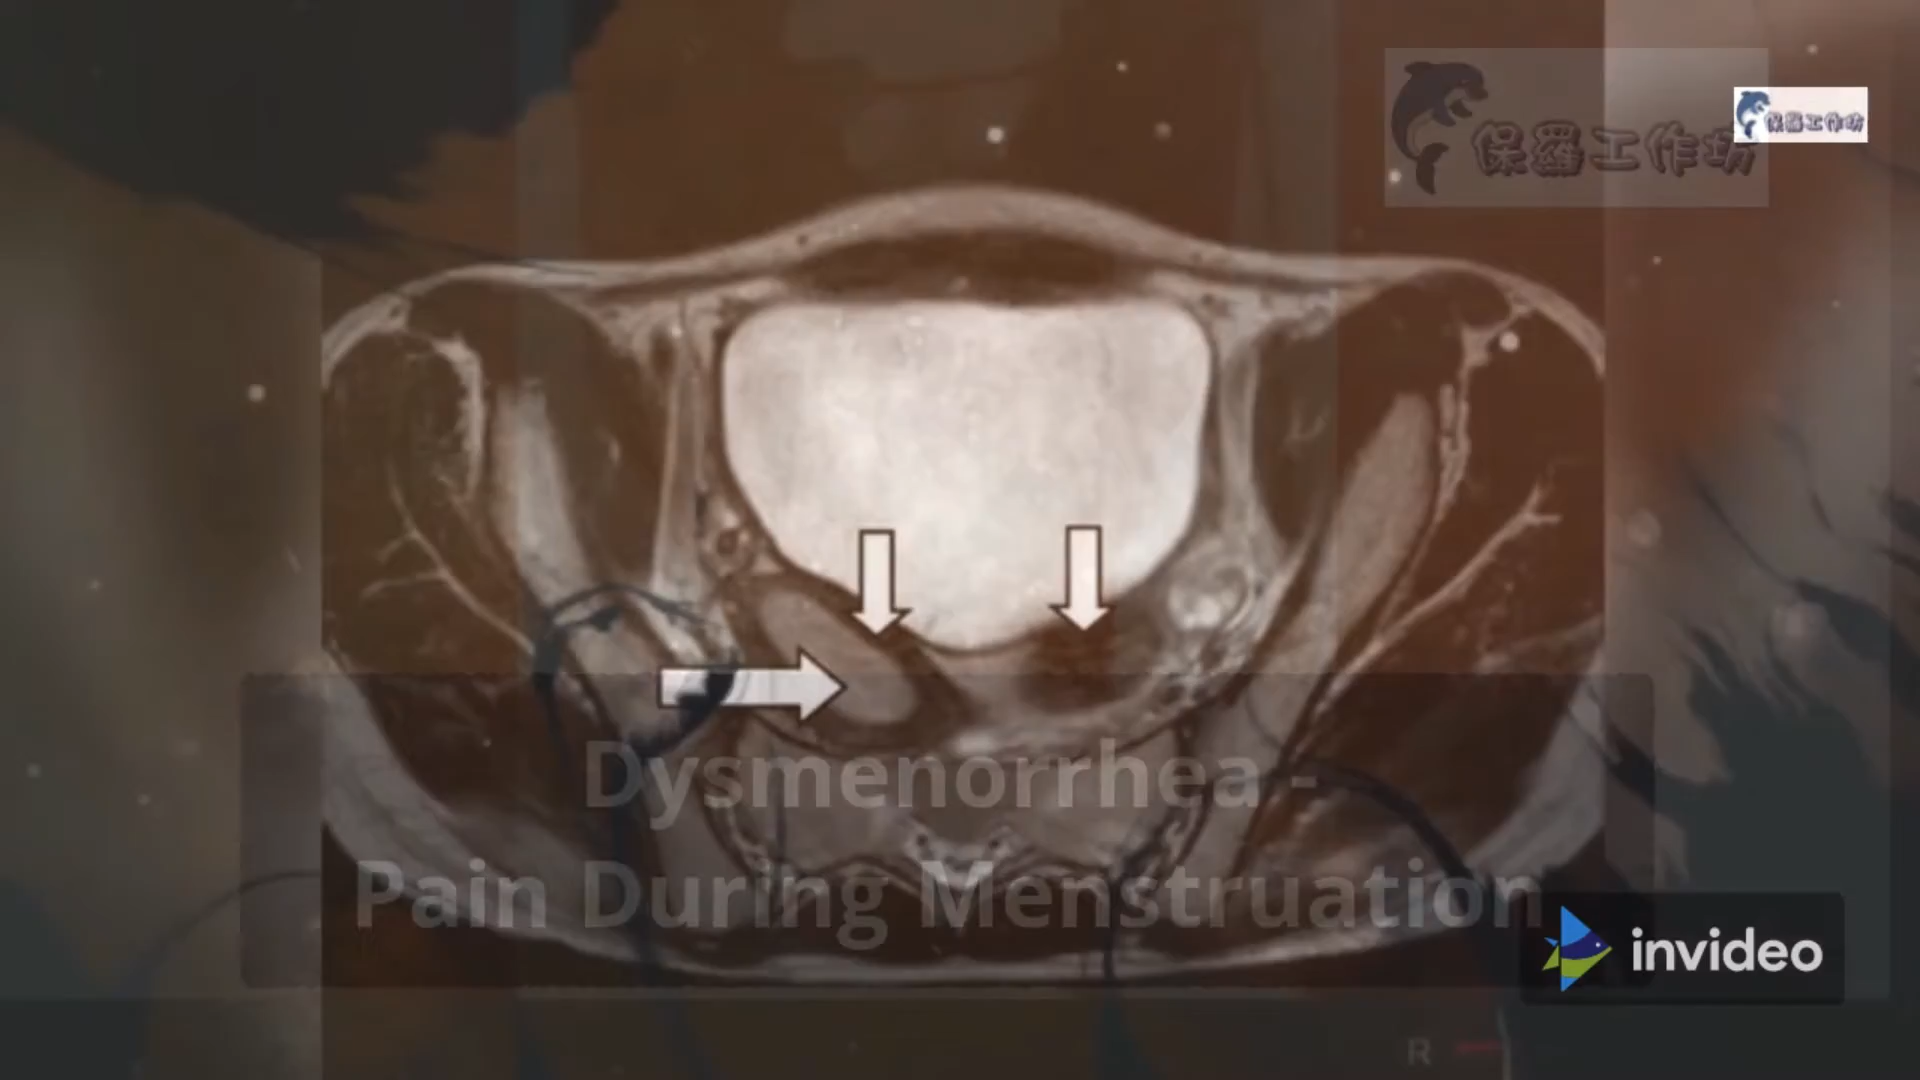 保羅工作坊
保羅工作坊
Dysmenorrhea -
Pain During Menstruation
invideo
R